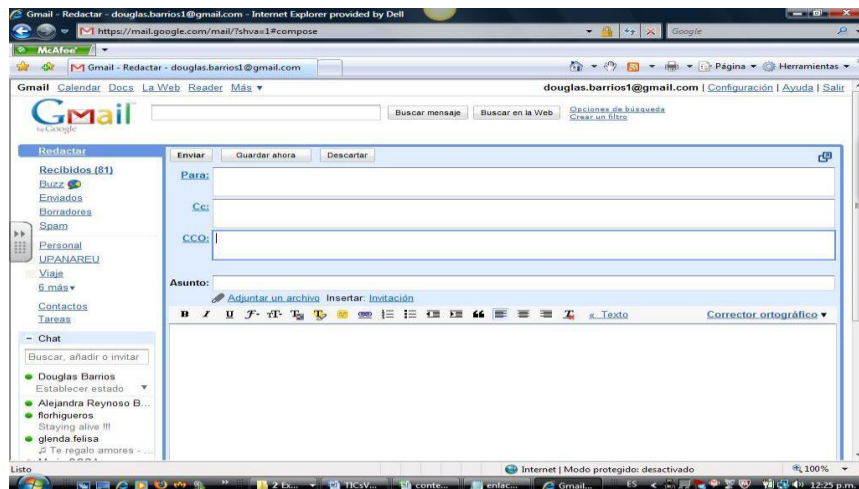 Gmail - Redactar - douglas.barrios1@gmail.com - Internet Explorer provided by Dell
https://mail.google.com/mail/?shva=1#compose Google
McAfee
Gmail - Redactar - douglas.barrios1@gmail.com Página Herramientas
Gmail Calendar Docs La Web Reader Más douglas.barrios1@gmail.com | Configuración | Ayuda | Salir
Gmail by Google Buscar mensaje Buscar en la Web Opciones de búsqueda
Crear un filtro
Redactar
Enviar Guardar ahora Descartar
Recibidos (81)
Para:
Buzz
Enviados
Cc:
Borradores
Spam
CCO:
Personal
UPANAREU
Viaje
Asunto:
6 más
Adjuntar un archivo Insertar: Invitación
Contactos
Tareas
B I U « Texto Corrector ortográfico
Chat
Buscar, añadir o invitar
Douglas Barrios
Establecer estado
Alejandra Reynoso B...
florhigueros
Staying alive !!!
glenda.felisa
Te regalo amores - ...
Listo Internet | Modo protegido: desactivado 100%
2 Ex... TICsV... conte... enlac... Gmail... ES 12:25 p.m.